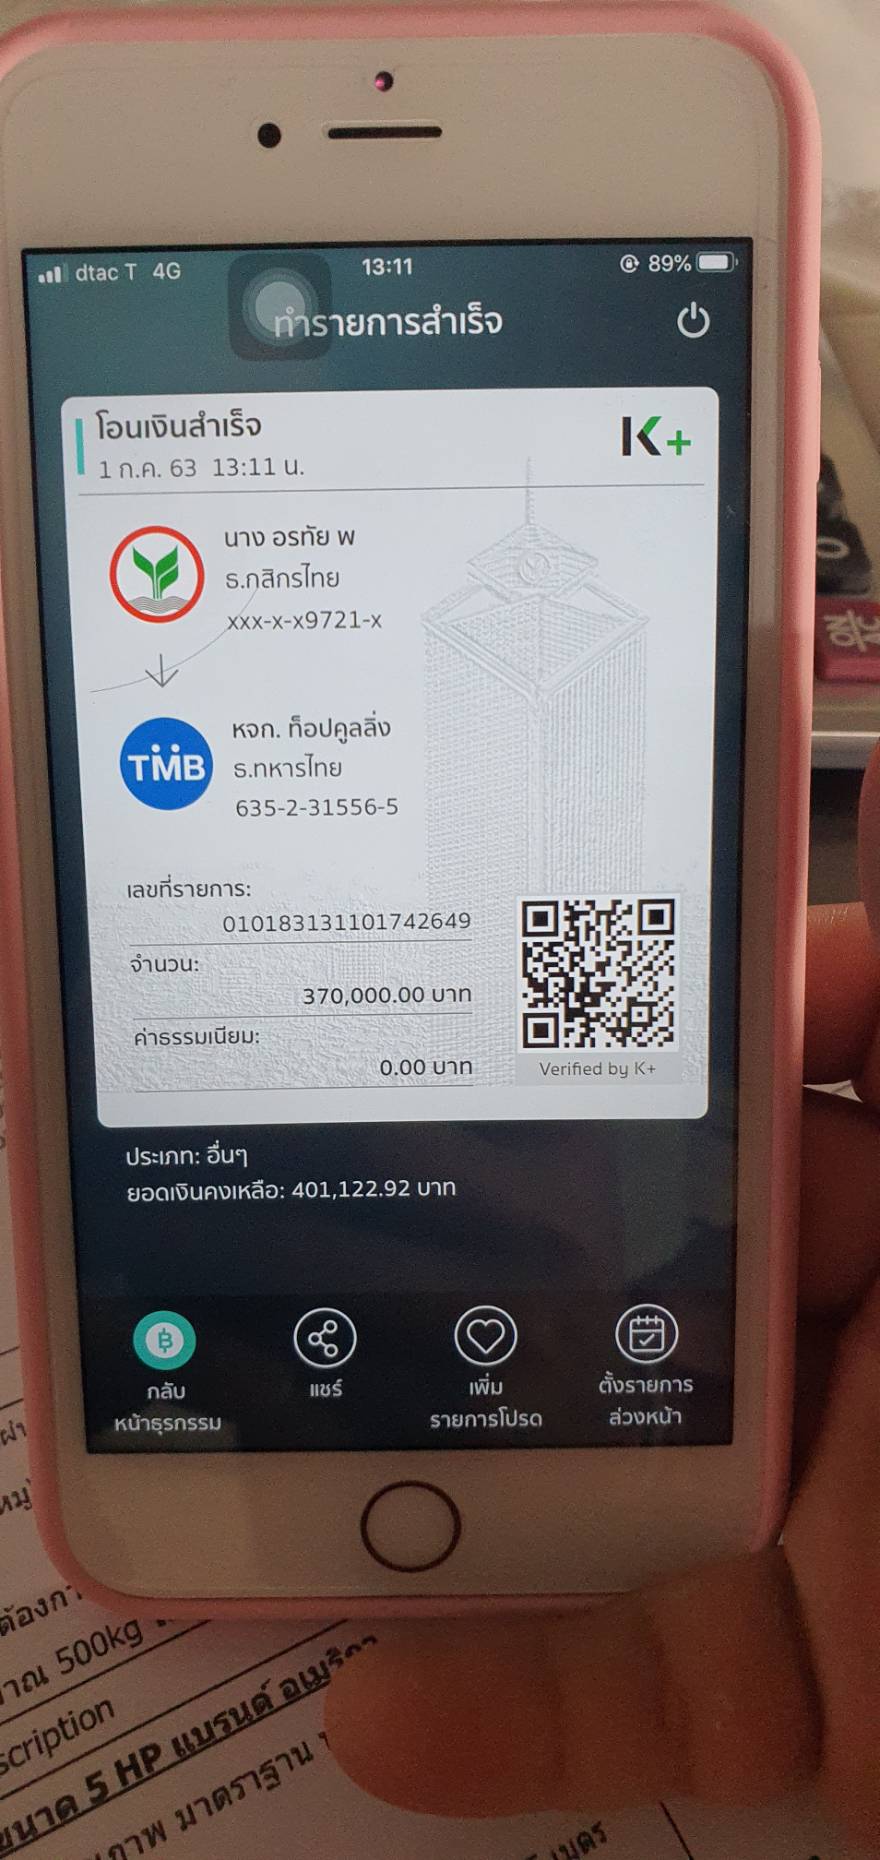 dtac T 4G 13:11 89%
ทำรายการสำเร็จ
โอนเงินสำเร็จ
1 ก.ค. 63 13:11 น.
K+
นาง อรทัย พ
ธ.กสิกรไทย
xxx-x-x9721-x
TMB
หจก. ท็อปคูลลิ่ง
ธ.ทหารไทย
635-2-31556-5
เลขที่รายการ:
010183131101742649
จำนวน:
370,000.00 บาท
ค่าธรรมเนียม:
0.00 บาท
Verified by K+
ประเภท: อื่นๆ
ยอดเงินคงเหลือ: 401,122.92 บาท
กลับ
หน้าธุรกรรม
แชร์
เพิ่ม
รายการโปรด
ตั้งรายการ
ล่วงหน้า
500kg
ขนาด 5 HP แบรนด์ อเมริกา
มาตราฐาน
เมตร